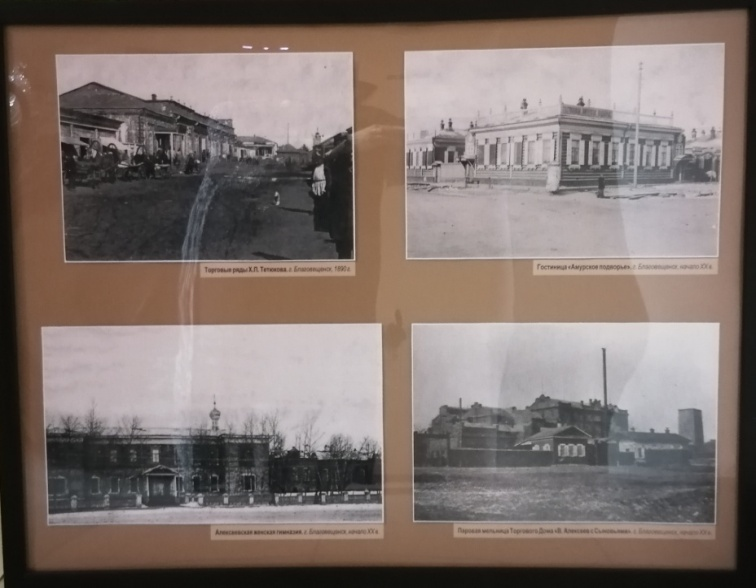 Торговые ряды Х.П. Тетюкова. г. Благовещенск, 1890 г.
Гостиница «Амурское подворье». г. Благовещенск, начало XX в.
Алексеевская женская гимназия. г. Благовещенск, начало XX в.
Паровая мельница Торгового Дома «В. Алексеев с Сыновьями». г. Благовещенск, начало XX в.